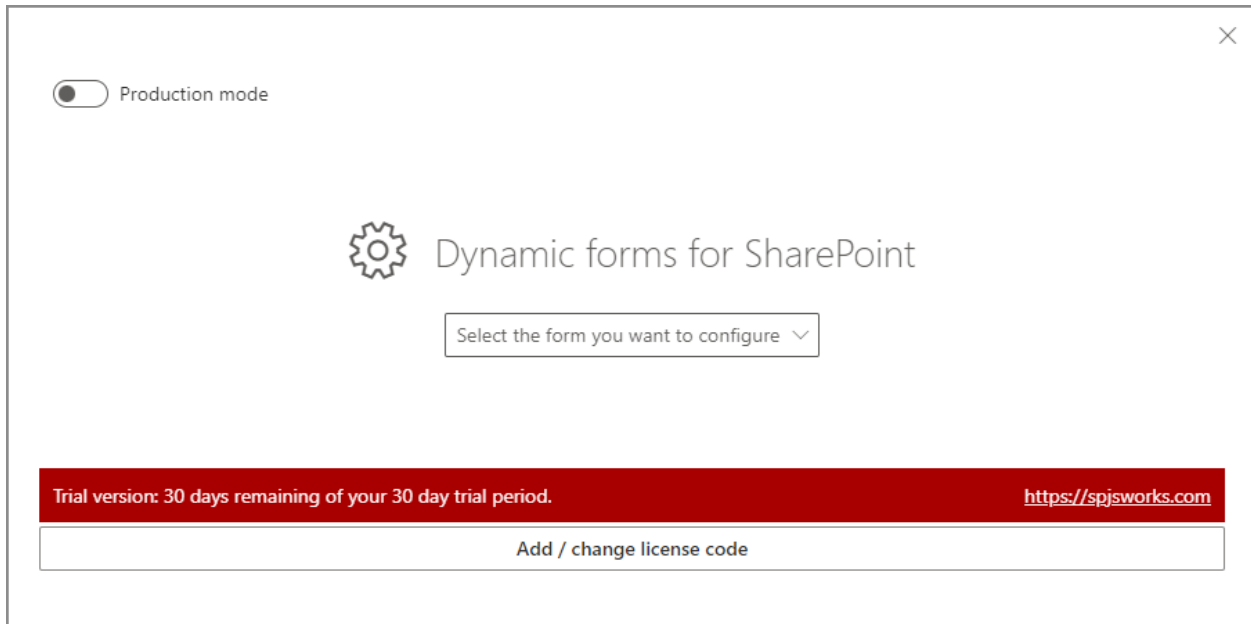 Production mode
Dynamic forms for SharePoint
Select the form you want to configure
Trial version: 30 days remaining of your 30 day trial period.
https://spjsworks.com
Add / change license code